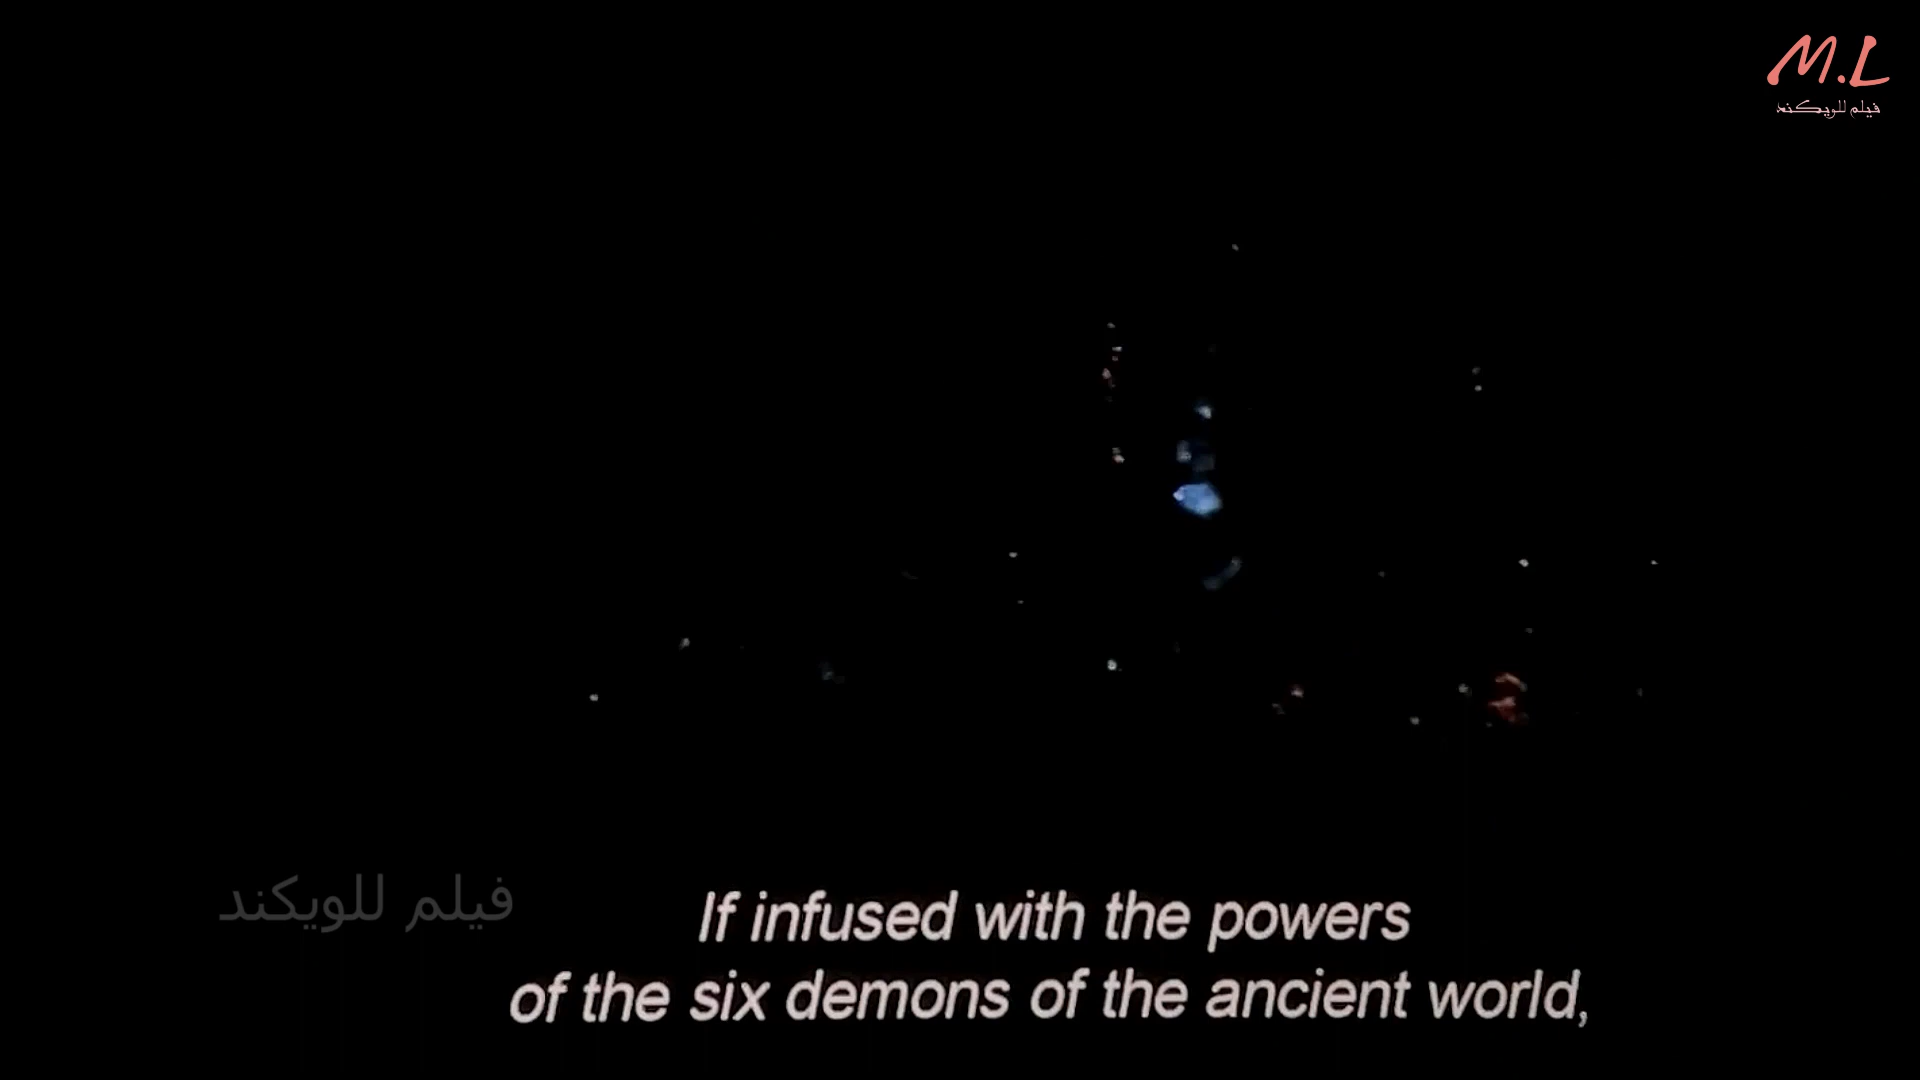 M.L
فيلم للويكند
فيلم للويكند
If infused with the powers
of the six demons of the ancient world,